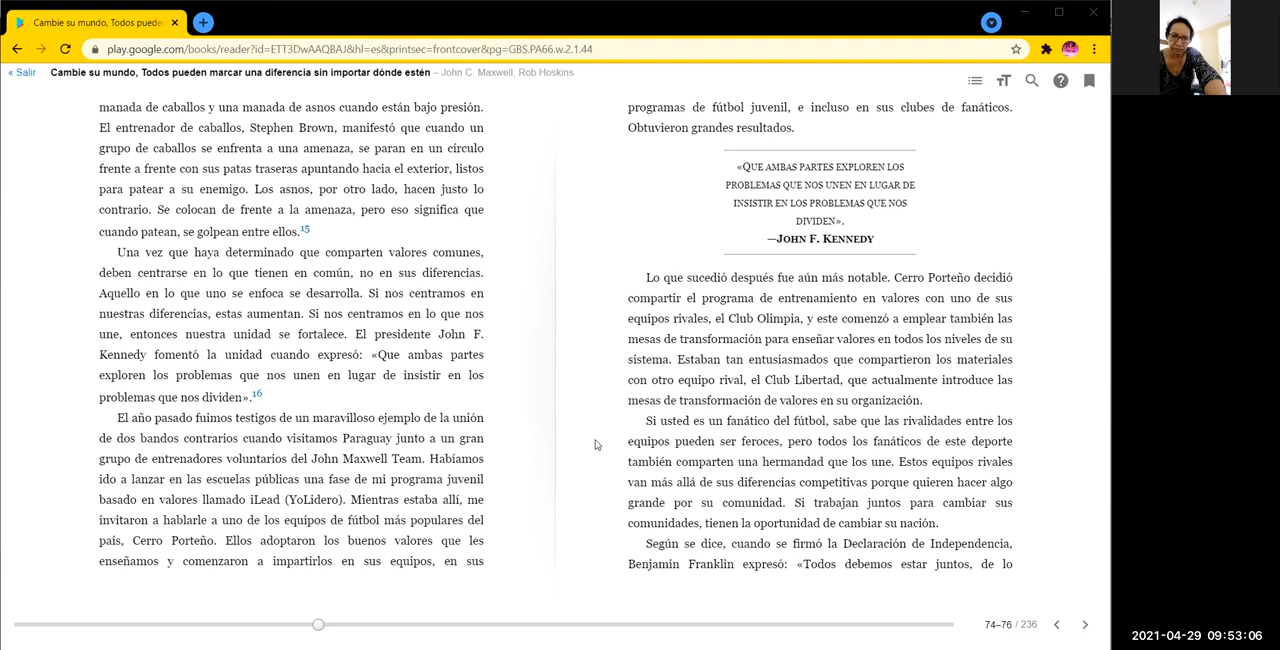 Cambie su mundo, Todos puede
play.google.com/books/reader?id=ETT3DwAAQBAJ&hl=es&printsec=frontcover&pg=GBS.PA66.w.2.1.44
« Salir Cambie su mundo, Todos pueden marcar una diferencia sin importar dónde estén – John C. Maxwell, Rob Hoskins
manada de caballos y una manada de asnos cuando están bajo presión.
El entrenador de caballos, Stephen Brown, manifestó que cuando un
grupo de caballos se enfrenta a una amenaza, se paran en un círculo
frente a frente con sus patas traseras apuntando hacia el exterior, listos
para patear a su enemigo. Los asnos, por otro lado, hacen justo lo
contrario. Se colocan de frente a la amenaza, pero eso significa que
cuando patean, se golpean entre ellos.15
Una vez que haya determinado que comparten valores comunes,
deben centrarse en lo que tienen en común, no en sus diferencias.
Aquello en lo que uno se enfoca se desarrolla. Si nos centramos en
nuestras diferencias, estas aumentan. Si nos centramos en lo que nos
une, entonces nuestra unidad se fortalece. El presidente John F.
Kennedy fomentó la unidad cuando expresó: «Que ambas partes
exploren los problemas que nos unen en lugar de insistir en los
problemas que nos dividen».16
El año pasado fuimos testigos de un maravilloso ejemplo de la unión
de dos bandos contrarios cuando visitamos Paraguay junto a un gran
grupo de entrenadores voluntarios del John Maxwell Team. Habíamos
ido a lanzar en las escuelas públicas una fase de mi programa juvenil
basado en valores llamado iLead (YoLidero). Mientras estaba allí, me
invitaron a hablarle a uno de los equipos de fútbol más populares del
país, Cerro Porteño. Ellos adoptaron los buenos valores que les
enseñamos y comenzaron a impartirlos en sus equipos, en sus
programas de fútbol juvenil, e incluso en sus clubes de fanáticos.
Obtuvieron grandes resultados.
«QUE AMBAS PARTES EXPLOREN LOS
PROBLEMAS QUE NOS UNEN EN LUGAR DE
INSISTIR EN LOS PROBLEMAS QUE NOS
DIVIDEN».
—JOHN F. KENNEDY
Lo que sucedió después fue aún más notable. Cerro Porteño decidió
compartir el programa de entrenamiento en valores con uno de sus
equipos rivales, el Club Olimpia, y este comenzó a emplear también las
mesas de transformación para enseñar valores en todos los niveles de su
sistema. Estaban tan entusiasmados que compartieron los materiales
con otro equipo rival, el Club Libertad, que actualmente introduce las
mesas de transformación de valores en su organización.
Si usted es un fanático del fútbol, sabe que las rivalidades entre los
equipos pueden ser feroces, pero todos los fanáticos de este deporte
también comparten una hermandad que los une. Estos equipos rivales
van más allá de sus diferencias competitivas porque quieren hacer algo
grande por su comunidad. Si trabajan juntos para cambiar sus
comunidades, tienen la oportunidad de cambiar su nación.
Según se dice, cuando se firmó la Declaración de Independencia,
Benjamin Franklin expresó: «Todos debemos estar juntos, de lo
74–76 / 236
2021-04-29 09:53:06